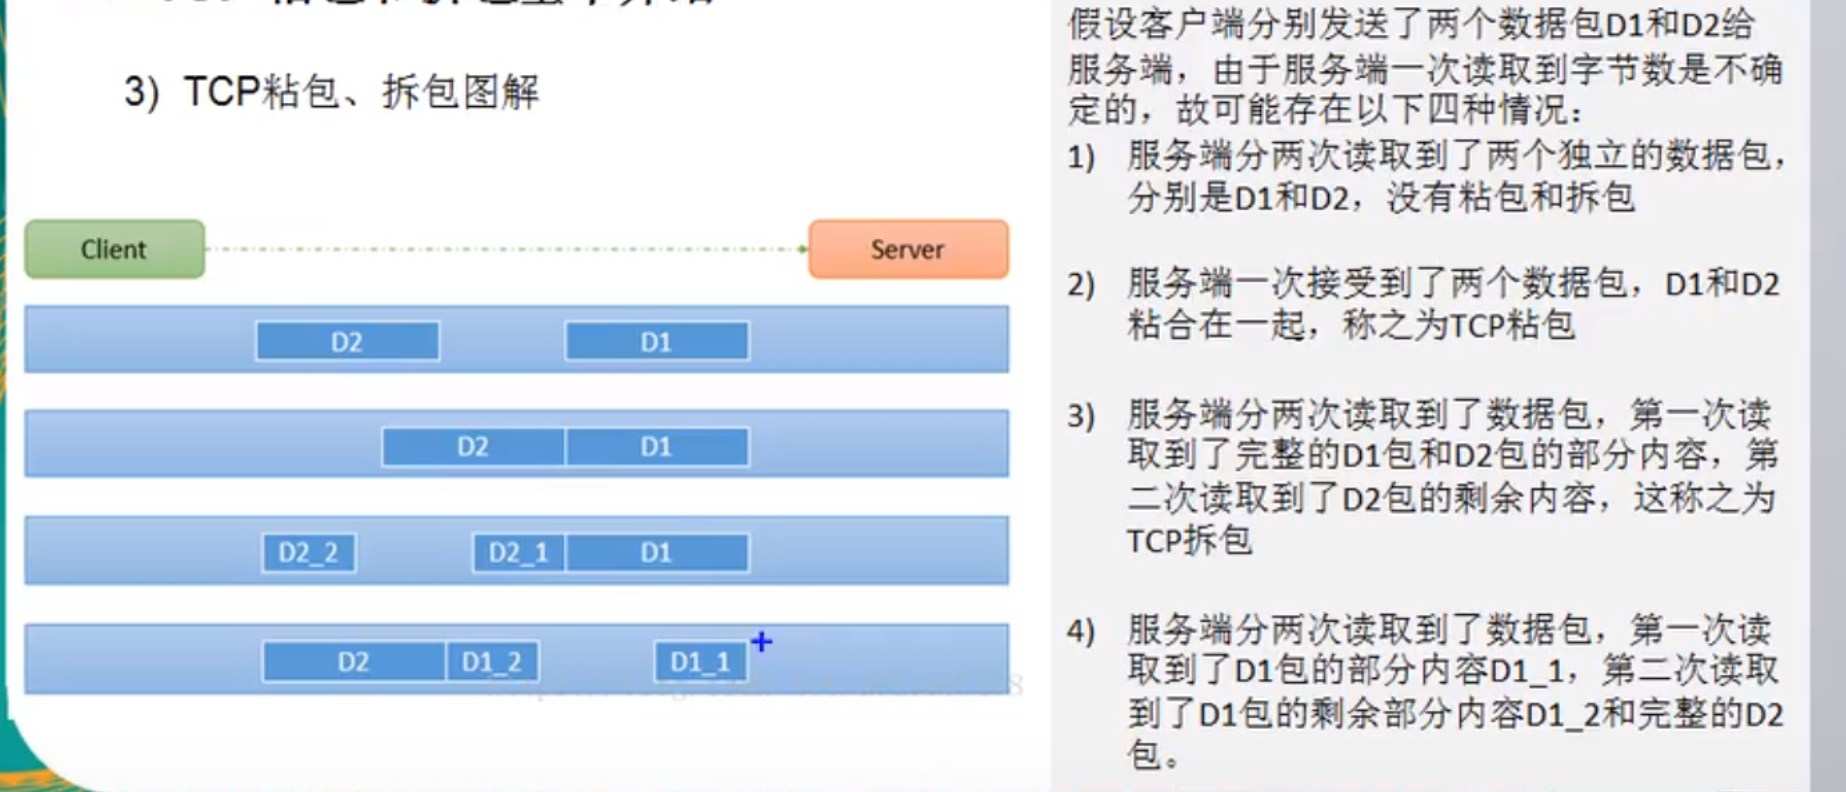 3) TCP粘包、拆包图解
Client
Server
D2
D1
D2
D1
D2_2
D2_1
D1
D2
D1_2
D1_1
假设客户端分别发送了两个数据包D1和D2给
服务端，由于服务端一次读取到字节数是不确
定的，故可能存在以下四种情况：
1) 服务端分两次读取到了两个独立的数据包，
分别是D1和D2，没有粘包和拆包
2) 服务端一次接受到了两个数据包，D1和D2
粘合在一起，称之为TCP粘包
3) 服务端分两次读取到了数据包，第一次读
取到了完整的D1包和D2包的部分内容，第
二次读取到了D2包的剩余内容，这称之为
TCP拆包
4) 服务端分两次读取到了数据包，第一次读
取到了D1包的部分内容D1_1，第二次读取
到了D1包的剩余部分内容D1_2和完整的D2
包。